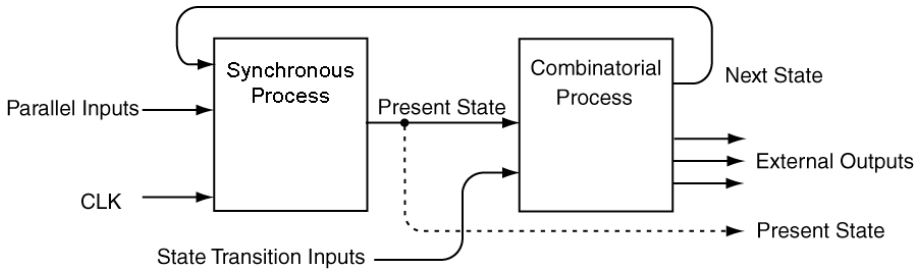 Synchronous
Process
Combinatorial
Process
Next State
Parallel Inputs
Present State
External Outputs
CLK
Present State
State Transition Inputs